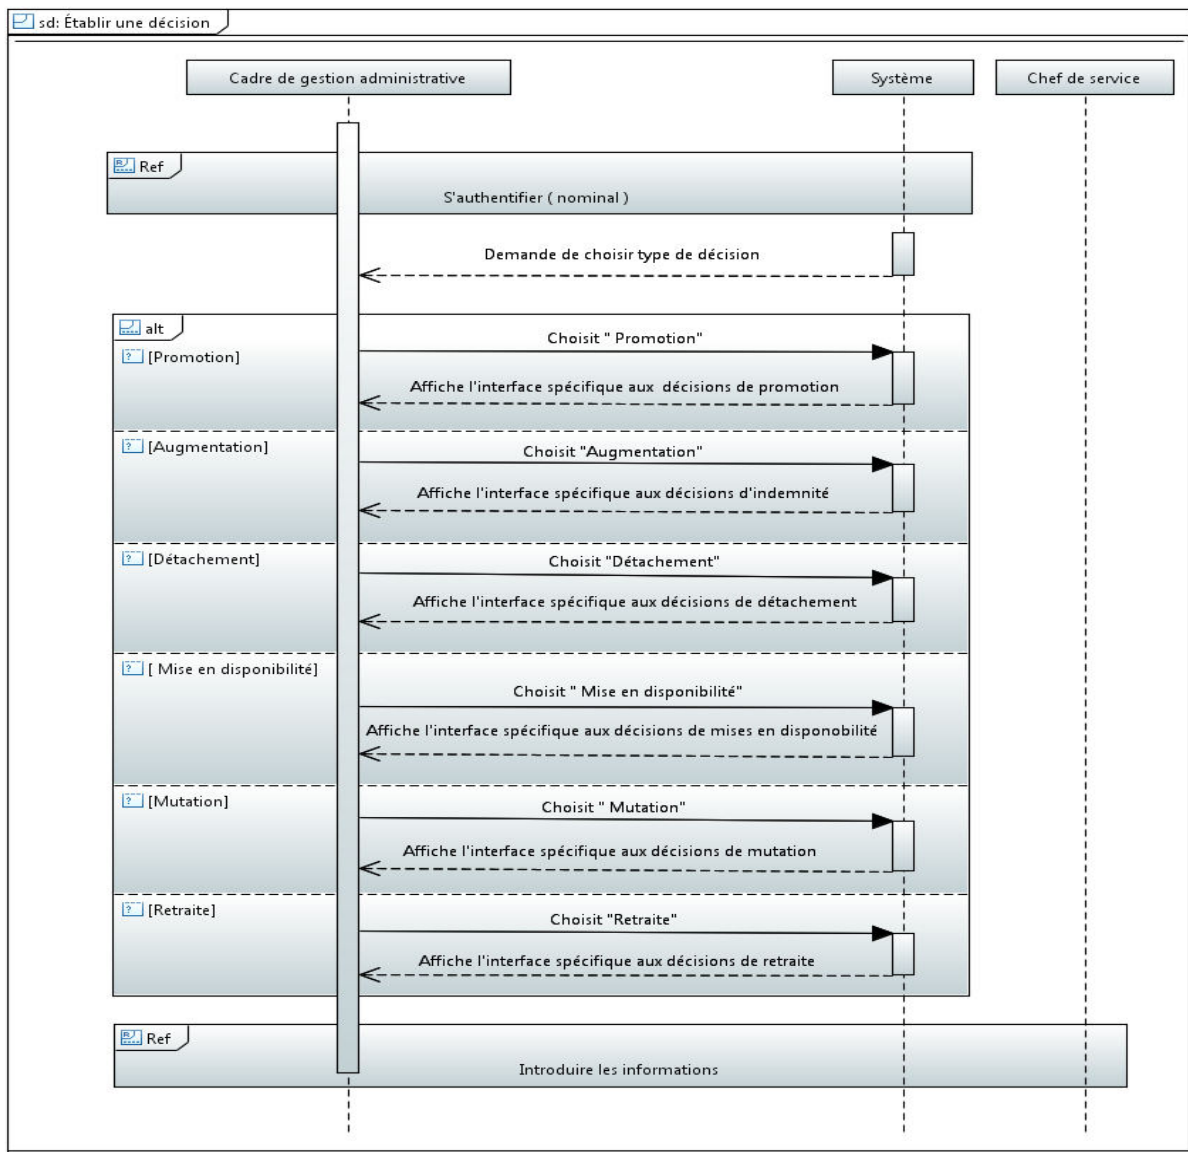 sd: Établir une décision
Cadre de gestion administrative
Système
Chef de service
Ref
S'authentifier ( nominal )
Demande de choisir type de décision
alt
Choisit " Promotion"
[Promotion]
Affiche l'interface spécifique aux décisions de promotion
[Augmentation]
Choisit "Augmentation"
Affiche l'interface spécifique aux décisions d'indemnité
[Détachement]
Choisit "Détachement"
Affiche l'interface spécifique aux décisions de détachement
[ Mise en disponibilité]
Choisit " Mise en disponibilité"
Affiche l'interface spécifique aux décisions de mises en disponobilité
[Mutation]
Choisit " Mutation"
Affiche l'interface spécifique aux décisions de mutation
[Retraite]
Choisit "Retraite"
Affiche l'interface spécifique aux décisions de retraite
Ref
Introduire les informations